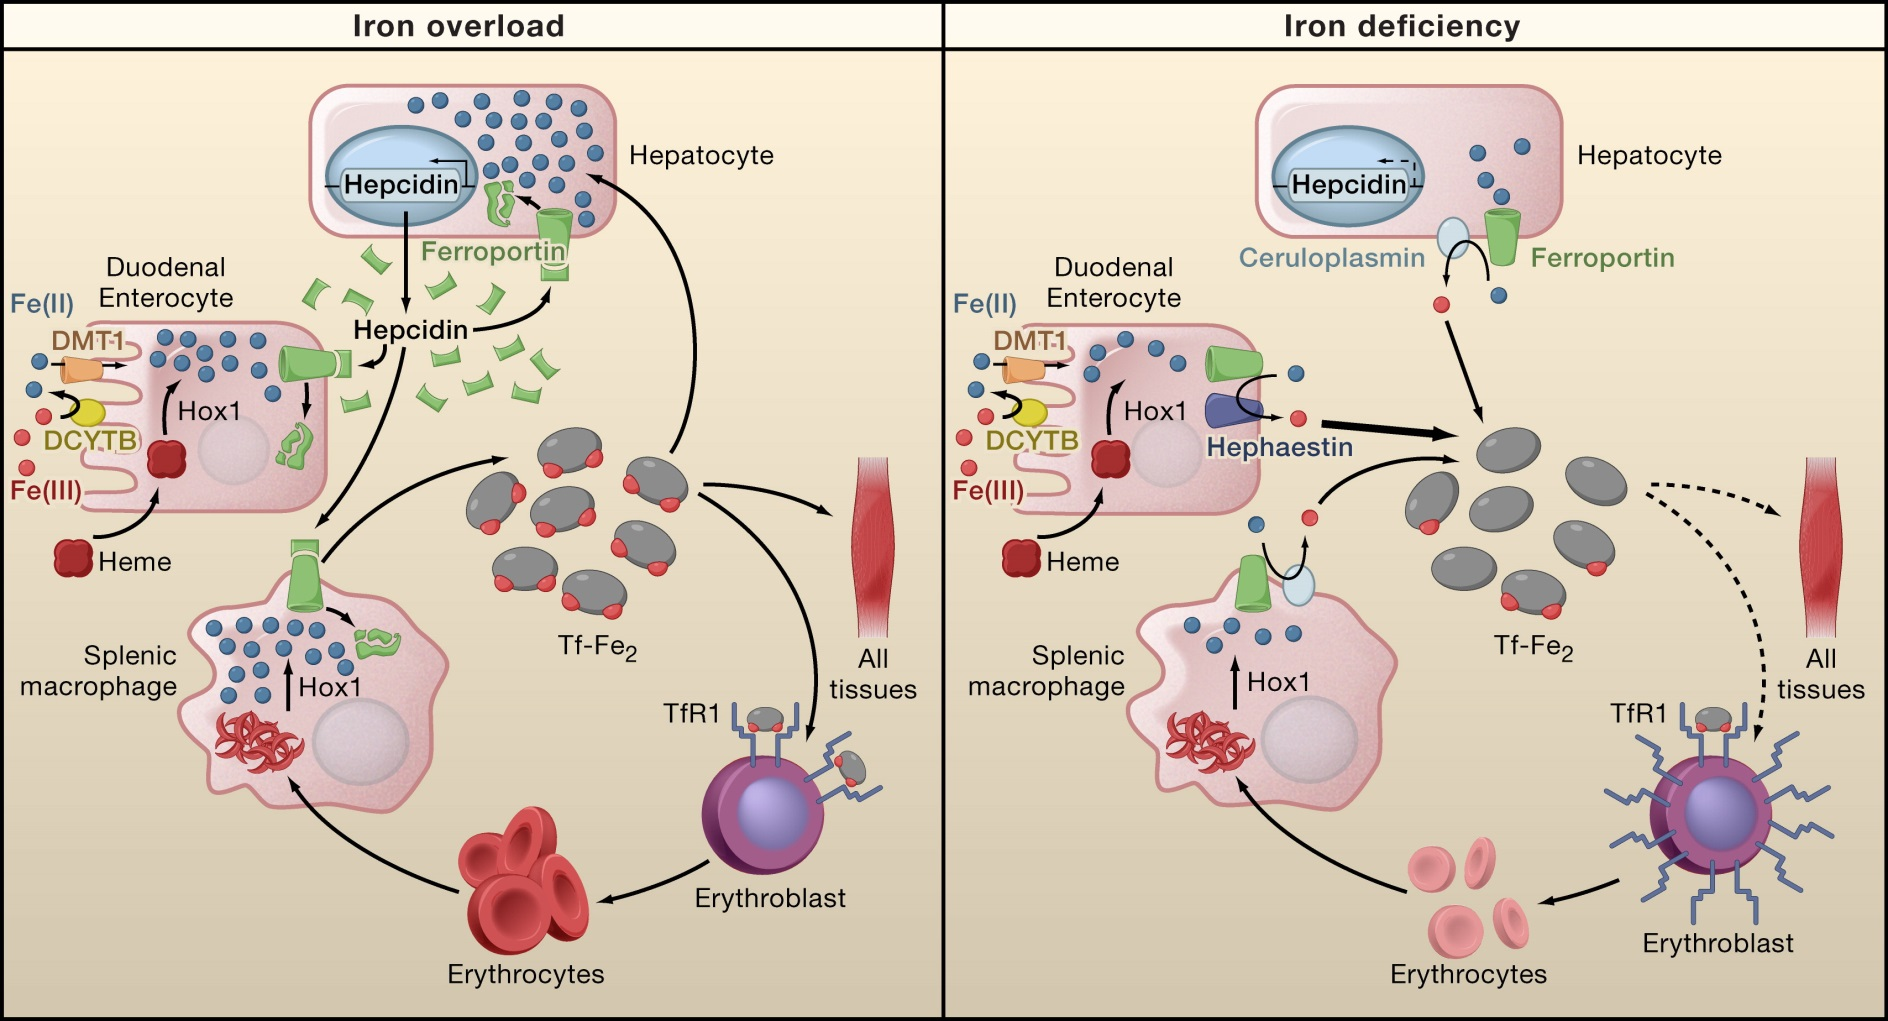 Iron overload
Hepcidin
Hepatocyte
Ferroportin
Duodenal
Enterocyte
Fe(II)
Hepcidin
DMT1
Hox1
DCYTB
Fe(III)
Heme
Tf-Fe2
Splenic
macrophage
Hox1
All
tissues
TfR1
Erythroblast
Erythrocytes
Iron deficiency
Hepcidin
Hepatocyte
Ceruloplasmin
Ferroportin
Duodenal
Enterocyte
Fe(II)
DMT1
Hox1
DCYTB
Hephaestin
Fe(III)
Heme
Tf-Fe2
Splenic
macrophage
Hox1
All
tissues
TfR1
Erythroblast
Erythrocytes